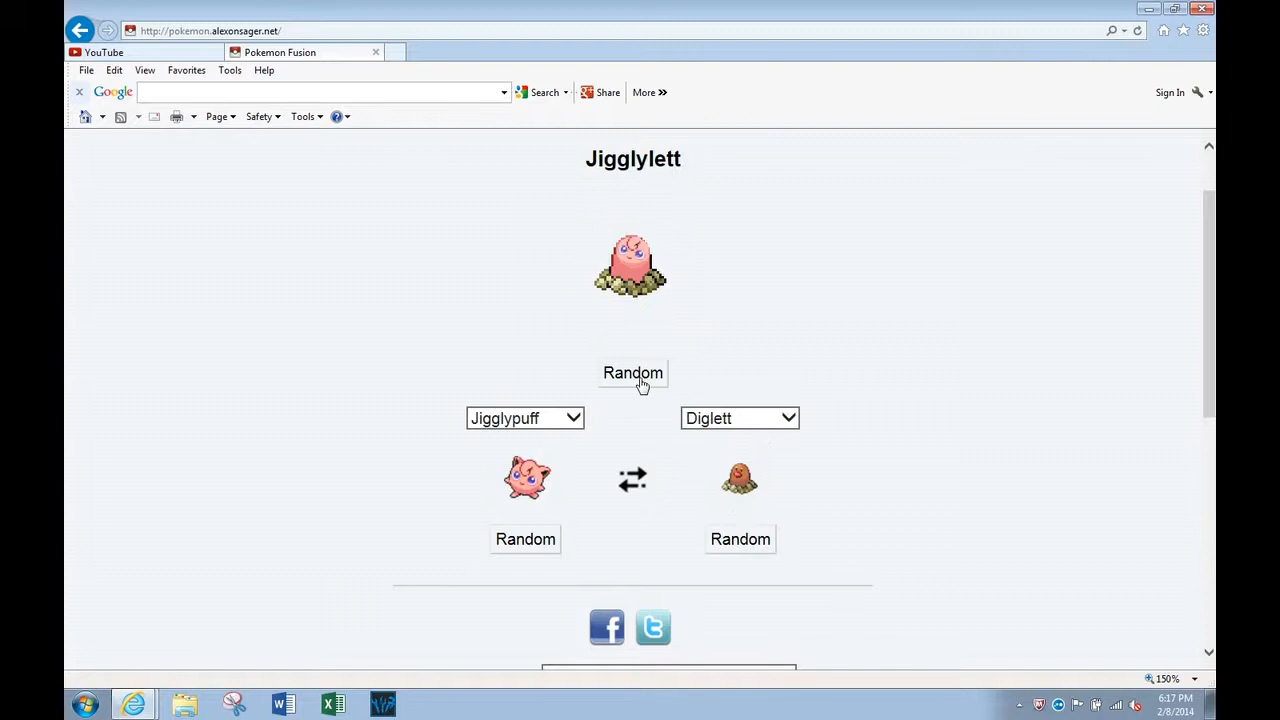 http://pokemon.alexonsager.net/
YouTube
Pokemon Fusion
File Edit View Favorites Tools Help
Google Search Share More »
Sign In
Page Safety Tools
Jigglylett
Random
Jigglypuff Diglett
Random Random
150%
6:17 PM
2/8/2014